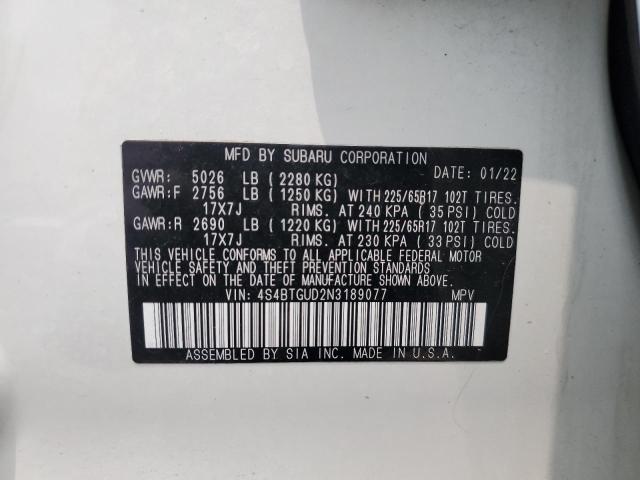 MFD BY SUBARU CORPORATION
GVWR: 5026 LB (2280 KG) DATE: 01/22
GAWR:F 2756 LB (1250 KG) WITH 225/65R17 102T TIRES.
17X7J RIMS. AT 240 KPA (35 PSI) COLD
GAWR:R 2690 LB (1220 KG) WITH 225/65R17 102T TIRES.
17X7J RIMS. AT 230 KPA (33 PSI) COLD
THIS VEHICLE CONFORMS TO ALL APPLICABLE FEDERAL MOTOR
VEHICLE SAFETY AND THEFT PREVENTION STANDARDS
IN EFFECT ON THE DATE OF MANUFACTURE SHOWN ABOVE.
VIN: 4S4BTGUD2N3189077 MPV
ASSEMBLED BY SIA INC. MADE IN U.S.A.